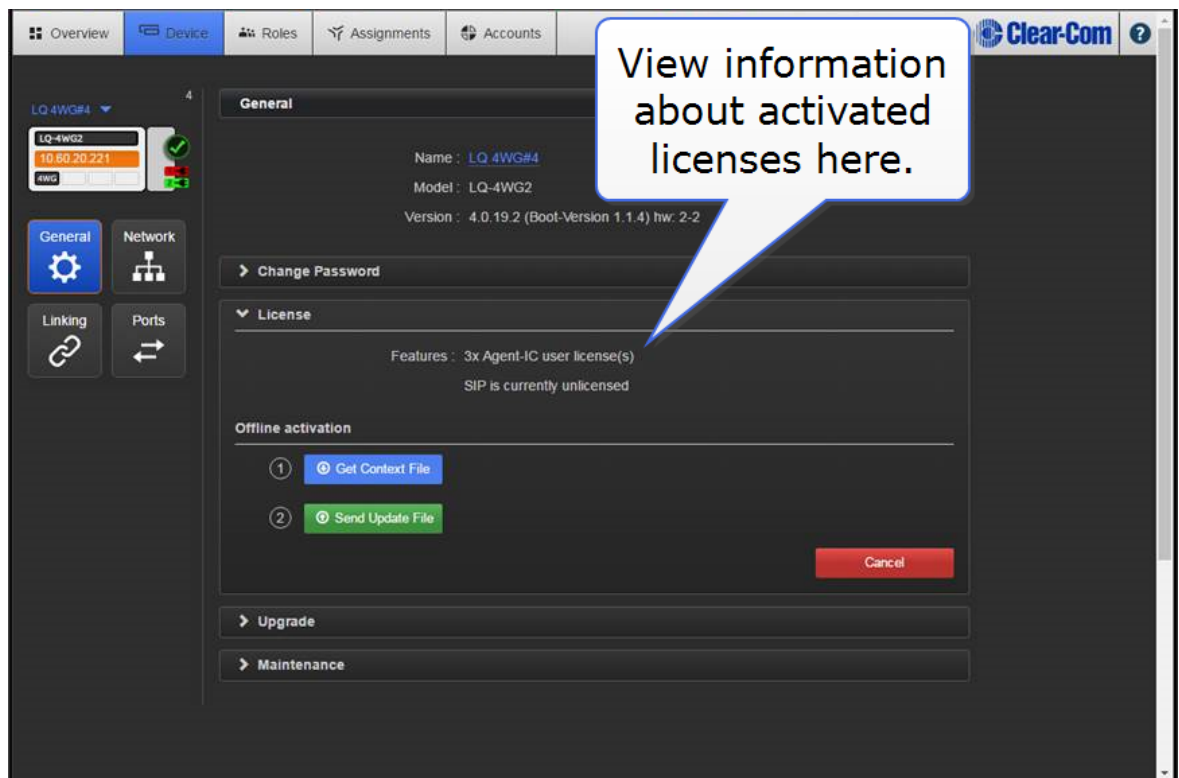 Overview
Device
Roles
Assignments
Accounts
Clear-Com
?
View information
about activated
licenses here.
LQ 4WG#4
4
LQ-4WG2
10.60.20.221
4WG
General
Network
Linking
Ports
General
Name : LQ 4WG#4
Model : LQ-4WG2
Version : 4.0.19.2 (Boot-Version 1.1.4) hw: 2-2
Change Password
License
Features : 3x Agent-IC user license(s)
SIP is currently unlicensed
Offline activation
1 Get Context File
2 Send Update File
Cancel
Upgrade
Maintenance